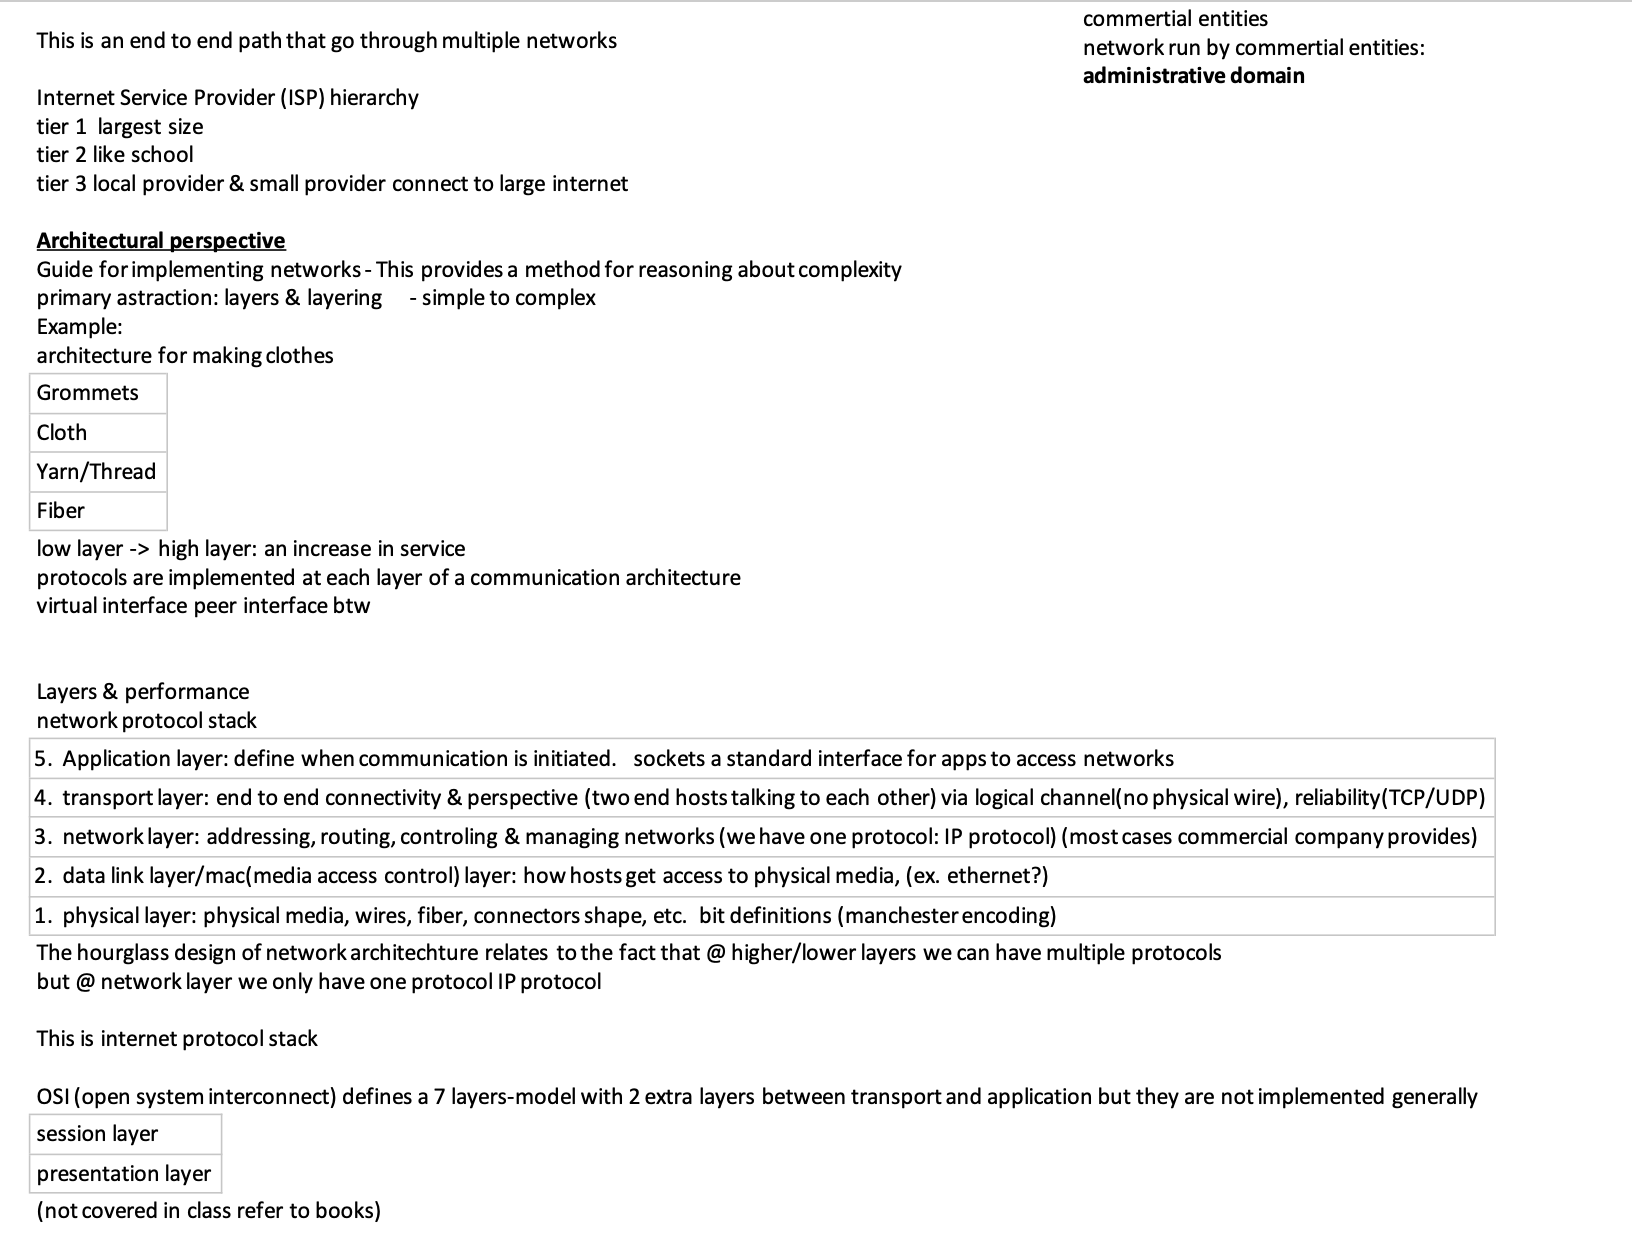 This is an end to end path that go through multiple networks
commertial entities
network run by commertial entities:
administrative domain
Internet Service Provider (ISP) hierarchy
tier 1  largest size
tier 2 like school
tier 3 local provider & small provider connect to large internet
Architectural perspective
Guide for implementing networks - This provides a method for reasoning about complexity
primary astraction: layers & layering    - simple to complex
Example:
architecture for making clothes
Grommets
Cloth
Yarn/Thread
Fiber
low layer -> high layer: an increase in service
protocols are implemented at each layer of a communication architecture
virtual interface peer interface btw
Layers & performance
network protocol stack
5. Application layer: define when communication is initiated.   sockets a standard interface for apps to access networks
4. transport layer: end to end connectivity & perspective (two end hosts talking to each other) via logical channel(no physical wire), reliability(TCP/UDP)
3. network layer: addressing, routing, controling & managing networks (we have one protocol: IP protocol) (most cases commercial company provides)
2. data link layer/mac(media access control) layer: how hosts get access to physical media, (ex. ethernet?)
1. physical layer: physical media, wires, fiber, connectors shape, etc.  bit definitions (manchester encoding)
The hourglass design of network architechture relates to the fact that @ higher/lower layers we can have multiple protocols
but @ network layer we only have one protocol IP protocol
This is internet protocol stack
OSI (open system interconnect) defines a 7 layers-model with 2 extra layers between transport and application but they are not implemented generally
session layer
presentation layer
(not covered in class refer to books)